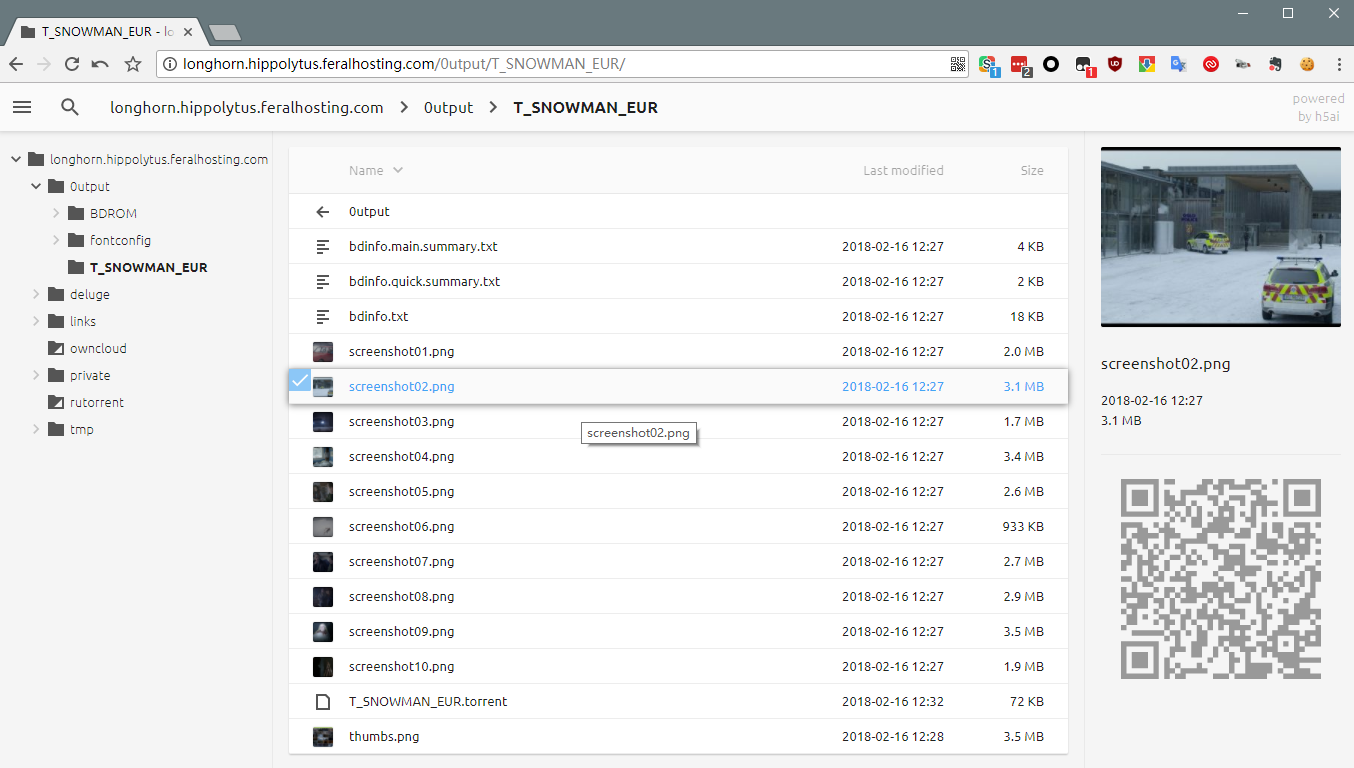 T_SNOWMAN_EUR - lo
longhorn.hippolytus.feralhosting.com/0utput/T_SNOWMAN_EUR/
1
2
1
longhorn.hippolytus.feralhosting.com > 0utput > T_SNOWMAN_EUR
powered
by h5ai
longhorn.hippolytus.feralhosting.com
0utput
BDROM
fontconfig
T_SNOWMAN_EUR
deluge
links
owncloud
private
rutorrent
tmp
Name Last modified Size
0utput
bdinfo.main.summary.txt 2018-02-16 12:27 4 KB
bdinfo.quick.summary.txt 2018-02-16 12:27 2 KB
bdinfo.txt 2018-02-16 12:27 18 KB
screenshot01.png 2018-02-16 12:27 2.0 MB
screenshot02.png 2018-02-16 12:27 3.1 MB
screenshot03.png 2018-02-16 12:27 1.7 MB
screenshot02.png
screenshot04.png 2018-02-16 12:27 3.4 MB
screenshot05.png 2018-02-16 12:27 2.6 MB
screenshot06.png 2018-02-16 12:27 933 KB
screenshot07.png 2018-02-16 12:27 2.7 MB
screenshot08.png 2018-02-16 12:27 2.9 MB
screenshot09.png 2018-02-16 12:27 3.5 MB
screenshot10.png 2018-02-16 12:27 1.9 MB
T_SNOWMAN_EUR.torrent 2018-02-16 12:32 72 KB
thumbs.png 2018-02-16 12:28 3.5 MB
screenshot02.png
2018-02-16 12:27
3.1 MB